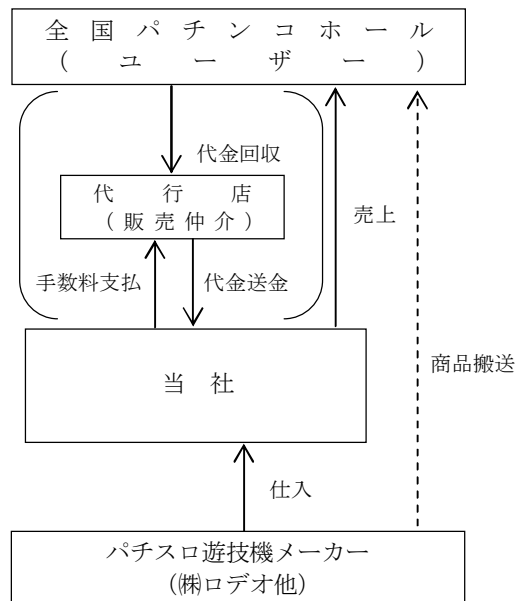 全国パチンコホール
(ユーザー)
代金回収
代行店
(販売仲介)
売上
手数料支払
代金送金
商品搬送
当社
仕入
パチスロ遊技機メーカー
(㈱ロデオ他)